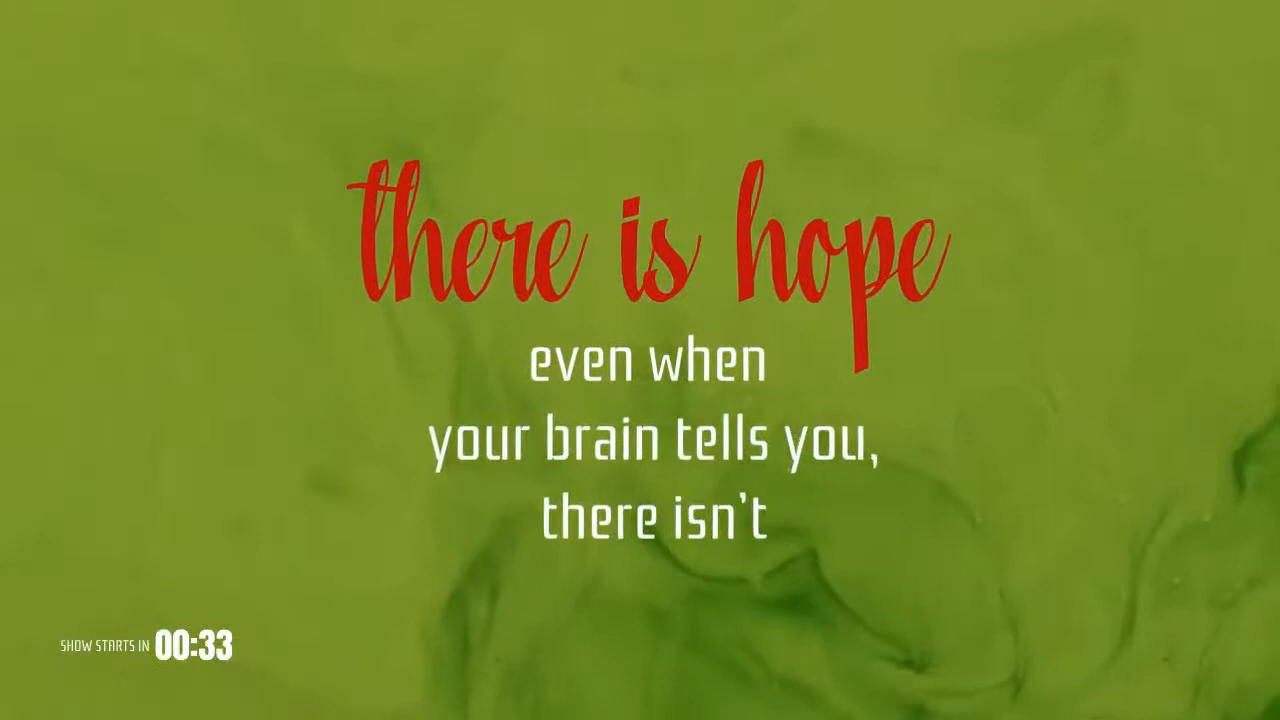 there is hope
even when
your brain tells you,
there isn't
SHOW STARTS IN 00:33